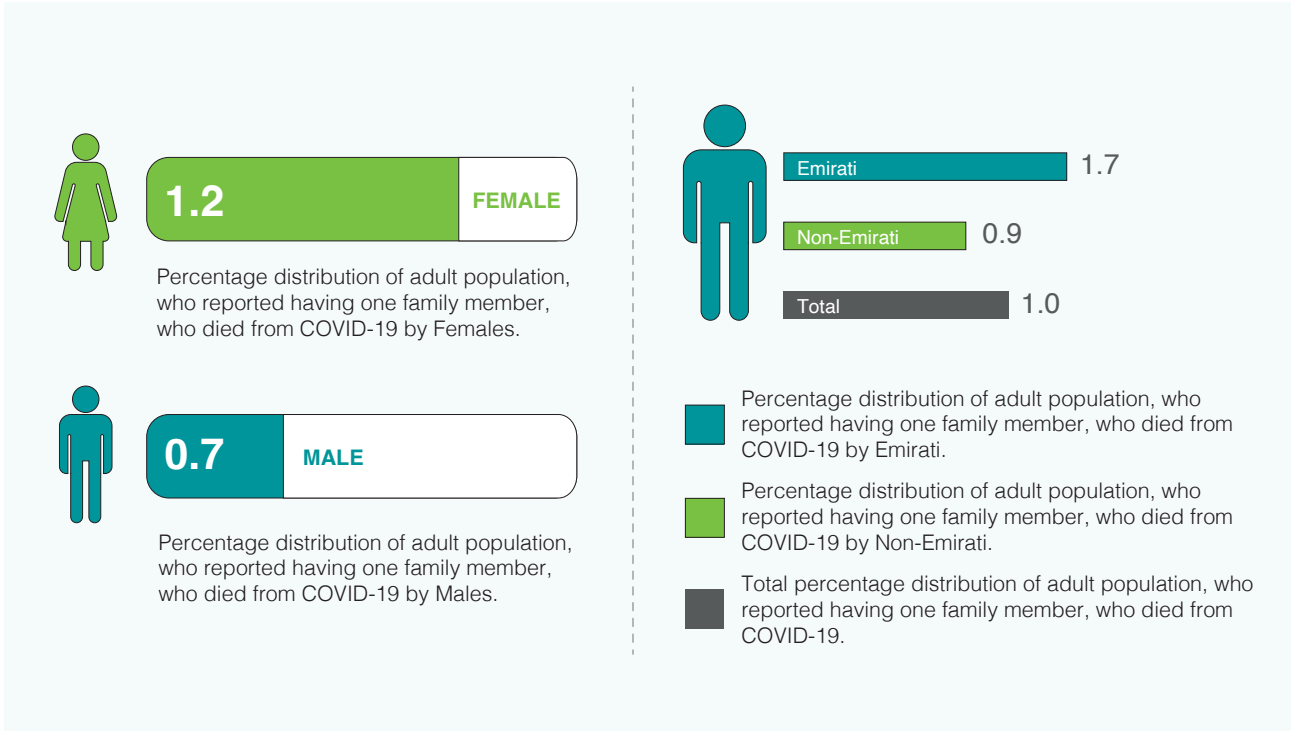 1.2
FEMALE
Percentage distribution of adult population,
who reported having one family member,
who died from COVID-19 by Females.
0.7
MALE
Percentage distribution of adult population,
who reported having one family member,
who died from COVID-19 by Males.
Emirati 1.7
Non-Emirati 0.9
Total 1.0
Percentage distribution of adult population, who
reported having one family member, who died from
COVID-19 by Emirati.
Percentage distribution of adult population, who
reported having one family member, who died from
COVID-19 by Non-Emirati.
Total percentage distribution of adult population, who
reported having one family member, who died from
COVID-19.